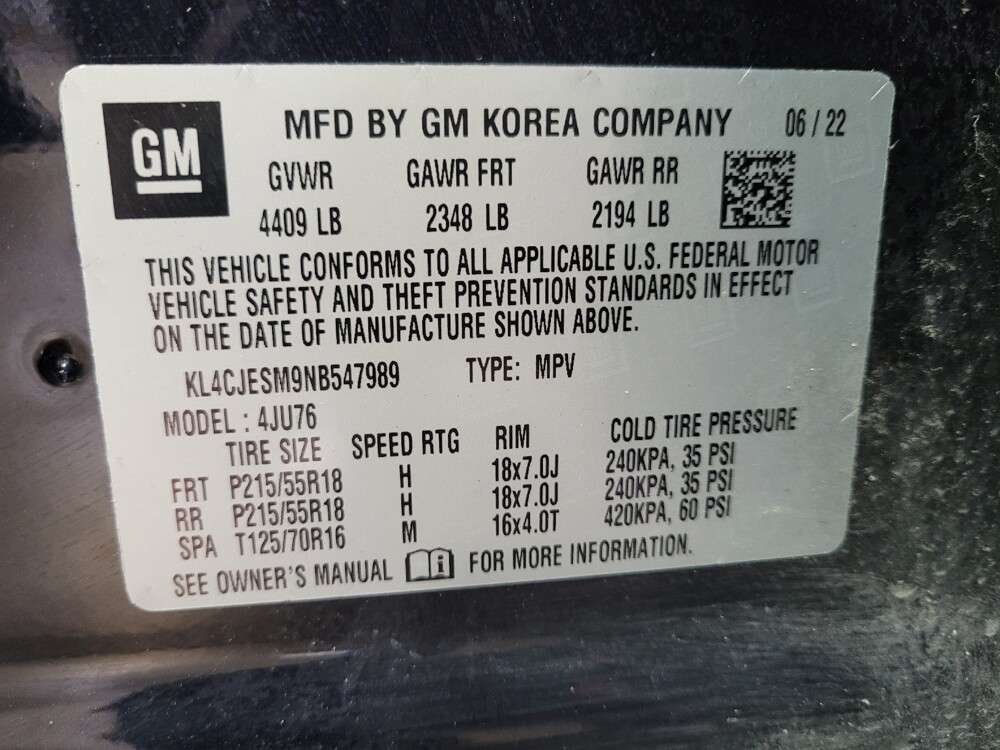 GM
MFD BY GM KOREA COMPANY 06 / 22
GVWR GAWR FRT GAWR RR
4409 LB 2348 LB 2194 LB
THIS VEHICLE CONFORMS TO ALL APPLICABLE U.S. FEDERAL MOTOR
VEHICLE SAFETY AND THEFT PREVENTION STANDARDS IN EFFECT
ON THE DATE OF MANUFACTURE SHOWN ABOVE.
KL4CJESM9NB547989 TYPE: MPV
MODEL : 4JU76
TIRE SIZE SPEED RTG RIM COLD TIRE PRESSURE
FRT P215/55R18 H 18x7.0J 240KPA, 35 PSI
RR P215/55R18 H 18x7.0J 240KPA, 35 PSI
SPA T125/70R16 M 16x4.0T 420KPA, 60 PSI
SEE OWNER'S MANUAL i FOR MORE INFORMATION.